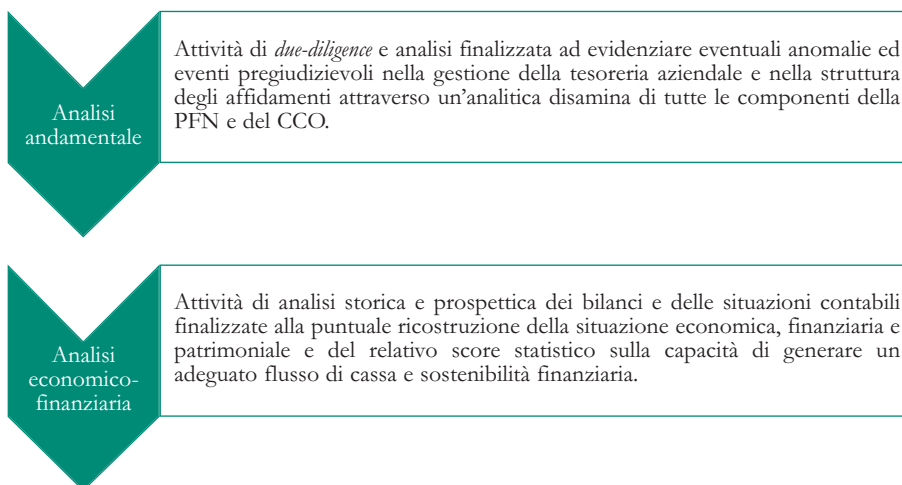 Analisi
andamentale
Attività di due-diligence e analisi finalizzata ad evidenziare eventuali anomalie ed
eventi pregiudizievoli nella gestione della tesoreria aziendale e nella struttura
degli affidamenti attraverso un'analitica disamina di tutte le componenti della
PFN e del CCO.
Analisi
economico-
finanziaria
Attività di analisi storica e prospettica dei bilanci e delle situazioni contabili
finalizzate alla puntuale ricostruzione della situazione economica, finanziaria e
patrimoniale e del relativo score statistico sulla capacità di generare un
adeguato flusso di cassa e sostenibilità finanziaria.